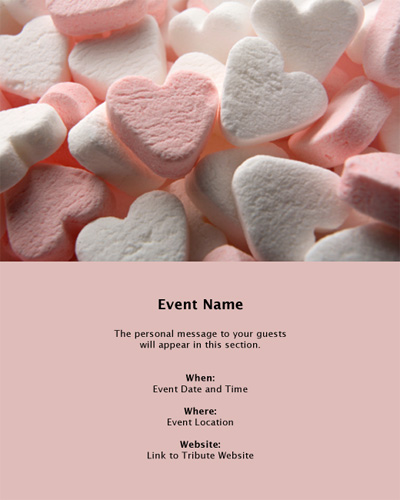 Event Name
The personal message to your guests
will appear in this section.
When:
Event Date and Time
Where:
Event Location
Website:
Link to Tribute Website